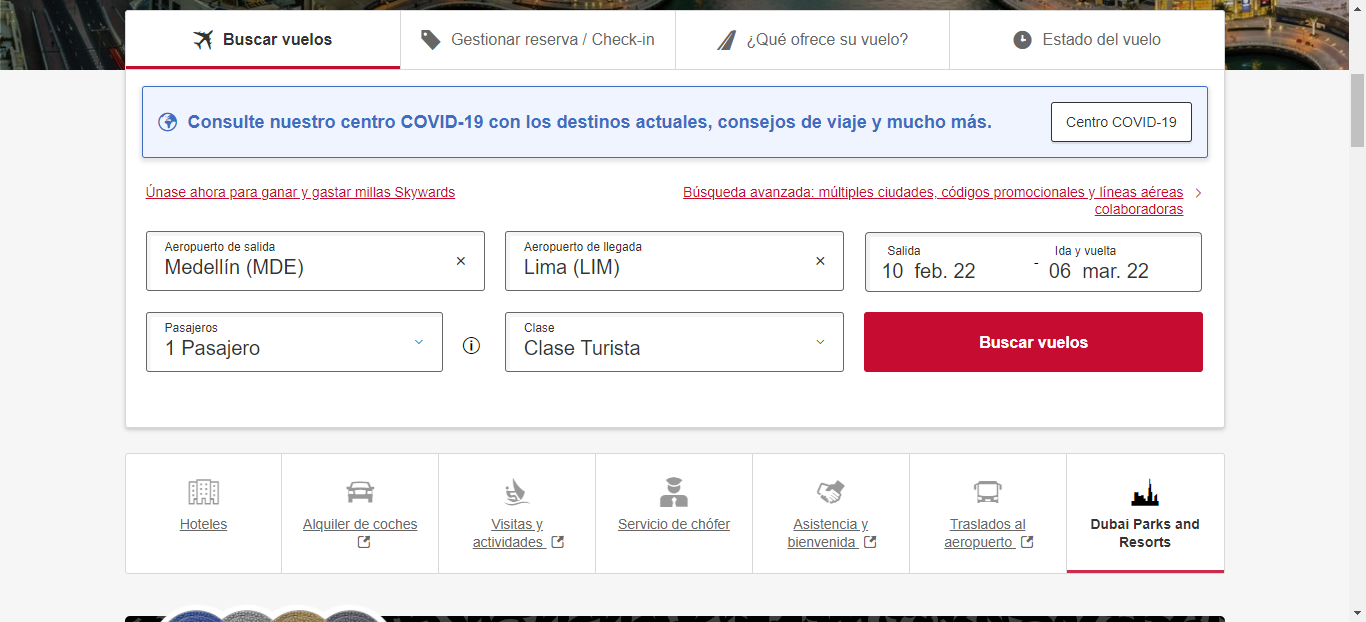 Buscar vuelos
Gestionar reserva / Check-in
¿Qué ofrece su vuelo?
Estado del vuelo
Consulte nuestro centro COVID-19 con los destinos actuales, consejos de viaje y mucho más.
Centro COVID-19
Únase ahora para ganar y gastar millas Skywards
Búsqueda avanzada: múltiples ciudades, códigos promocionales y líneas aéreas
colaboradoras
Aeropuerto de salida
Medellín (MDE)
Aeropuerto de llegada
Lima (LIM)
Salida
10 feb. 22
-
Ida y vuelta
06 mar. 22
Pasajeros
1 Pasajero
Clase
Clase Turista
Buscar vuelos
Hoteles
Alquiler de coches
Visitas y
actividades
Servicio de chófer
Asistencia y
bienvenida
Traslados al
aeropuerto
Dubai Parks and
Resorts